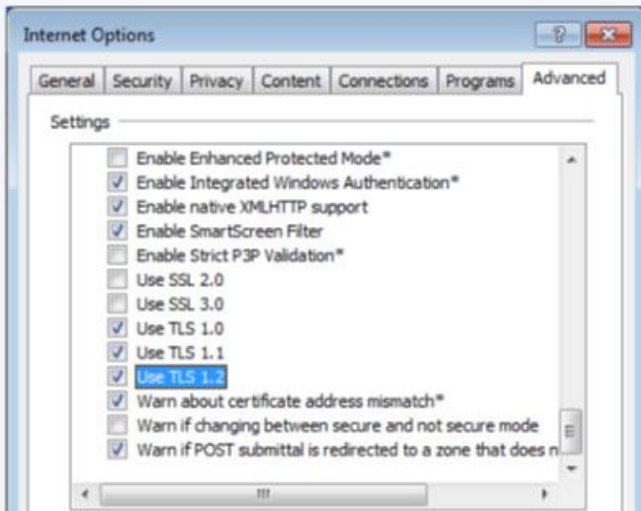 Internet Options
General Security Privacy Content Connections Programs Advanced
Settings
Enable Enhanced Protected Mode*
Enable Integrated Windows Authentication*
Enable native XMLHTTP support
Enable SmartScreen Filter
Enable Strict P3P Validation*
Use SSL 2.0
Use SSL 3.0
Use TLS 1.0
Use TLS 1.1
Use TLS 1.2
Warn about certificate address mismatch*
Warn if changing between secure and not secure mode
Warn if POST submittal is redirected to a zone that does n